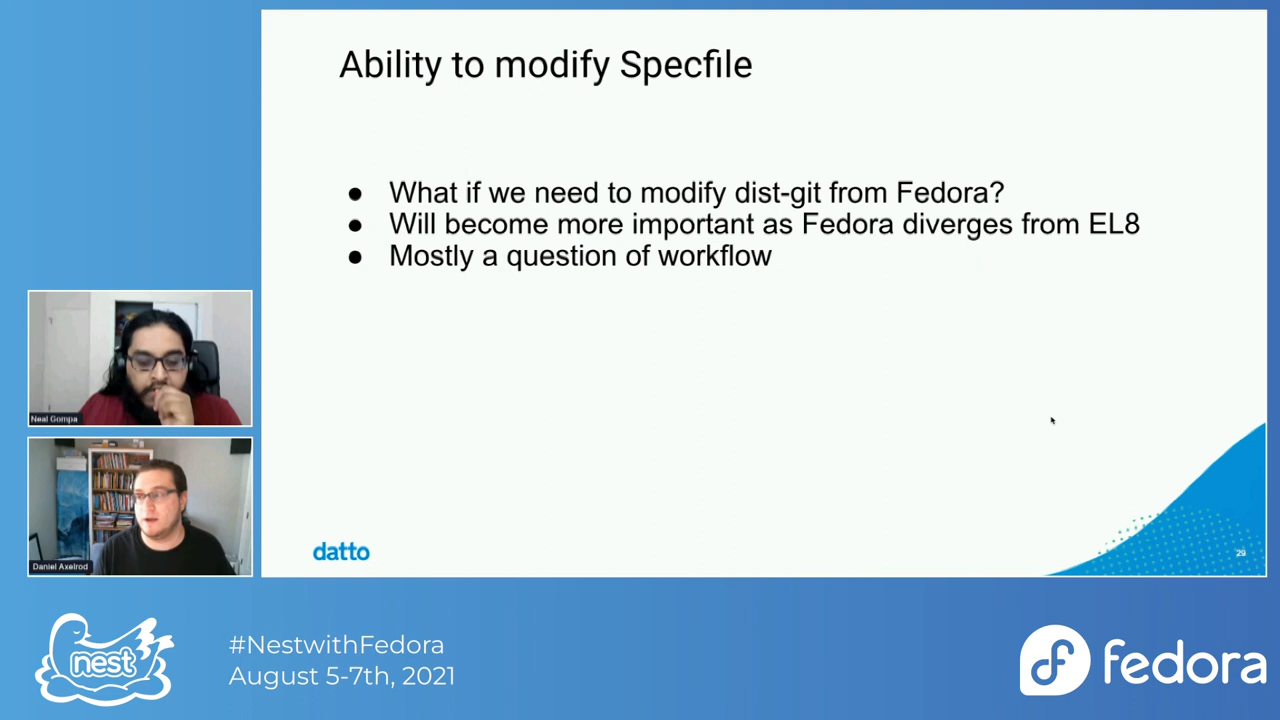 Ability to modify Specfile
● What if we need to modify dist-git from Fedora?
● Will become more important as Fedora diverges from EL8
● Mostly a question of workflow
Neal Gompa
Daniel Axelrod
datto
29
nest
#NestwithFedora
August 5-7th, 2021
fedora